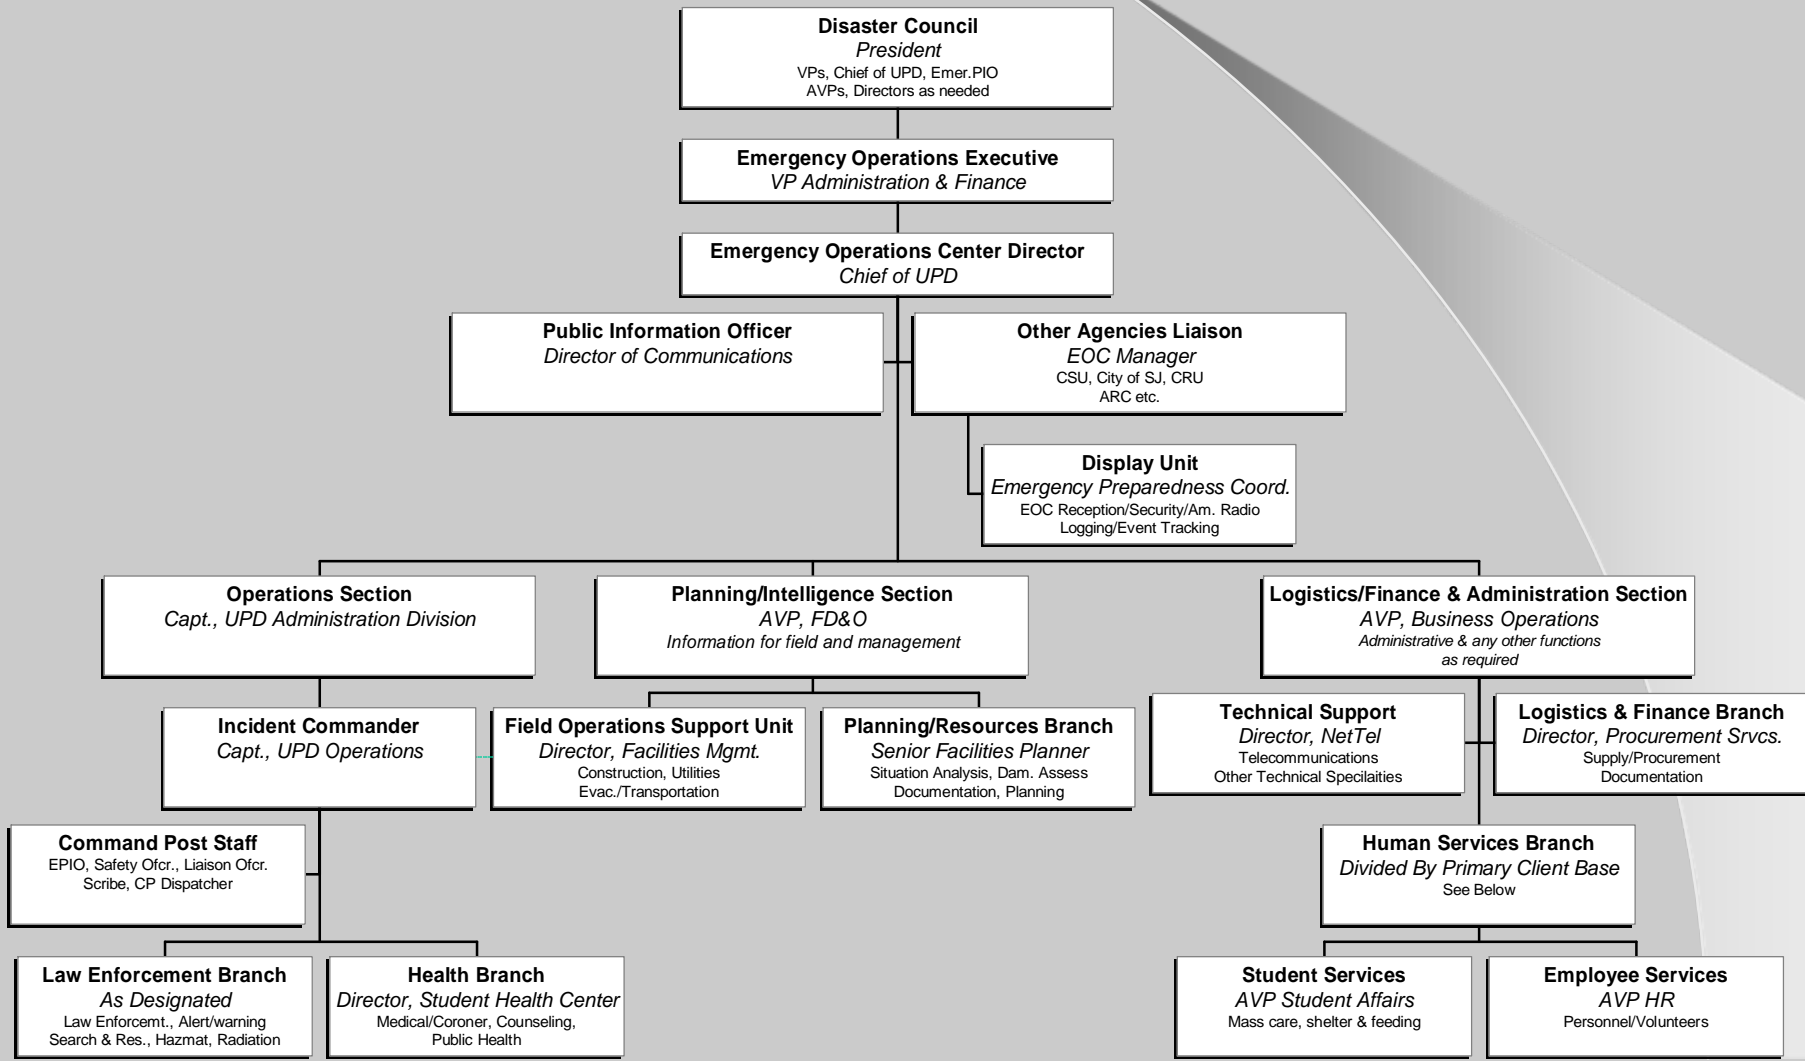 Disaster Council
President
VPs, Chief of UPD, Emer.PIO
AVPs, Directors as needed
Emergency Operations Executive
VP Administration & Finance
Emergency Operations Center Director
Chief of UPD
Public Information Officer
Director of Communications
Other Agencies Liaison
EOC Manager
CSU, City of SJ, CRU
ARC etc.
Display Unit
Emergency Preparedness Coord.
EOC Reception/Security/Am. Radio
Logging/Event Tracking
Operations Section
Capt., UPD Administration Division
Planning/Intelligence Section
AVP, FD&O
Information for field and management
Logistics/Finance & Administration Section
AVP, Business Operations
Administrative & any other functions
as required
Incident Commander
Capt., UPD Operations
Field Operations Support Unit
Director, Facilities Mgmt.
Construction, Utilities
Evac./Transportation
Planning/Resources Branch
Senior Facilities Planner
Situation Analysis, Dam. Assess
Documentation, Planning
Technical Support
Director, NetTel
Telecommunications
Other Technical Specilaities
Logistics & Finance Branch
Director, Procurement Srvcs.
Supply/Procurement
Documentation
Command Post Staff
EPIO, Safety Ofcr., Liaison Ofcr.
Scribe, CP Dispatcher
Human Services Branch
Divided By Primary Client Base
See Below
Law Enforcement Branch
As Designated
Law Enforcemt., Alert/warning
Search & Res., Hazmat, Radiation
Health Branch
Director, Student Health Center
Medical/Coroner, Counseling,
Public Health
Student Services
AVP Student Affairs
Mass care, shelter & feeding
Employee Services
AVP HR
Personnel/Volunteers